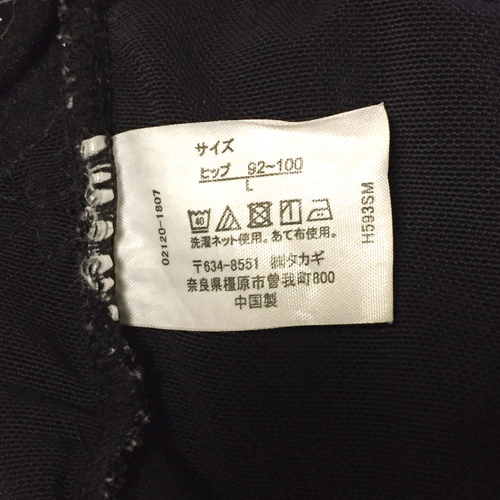 サイズ
ヒップ 92~100
L
40
洗濯ネット使用。あて布使用。
〒634-8551 ㈱タカギ
奈良県橿原市曽我町800
中国製
02120-1807
H593SM